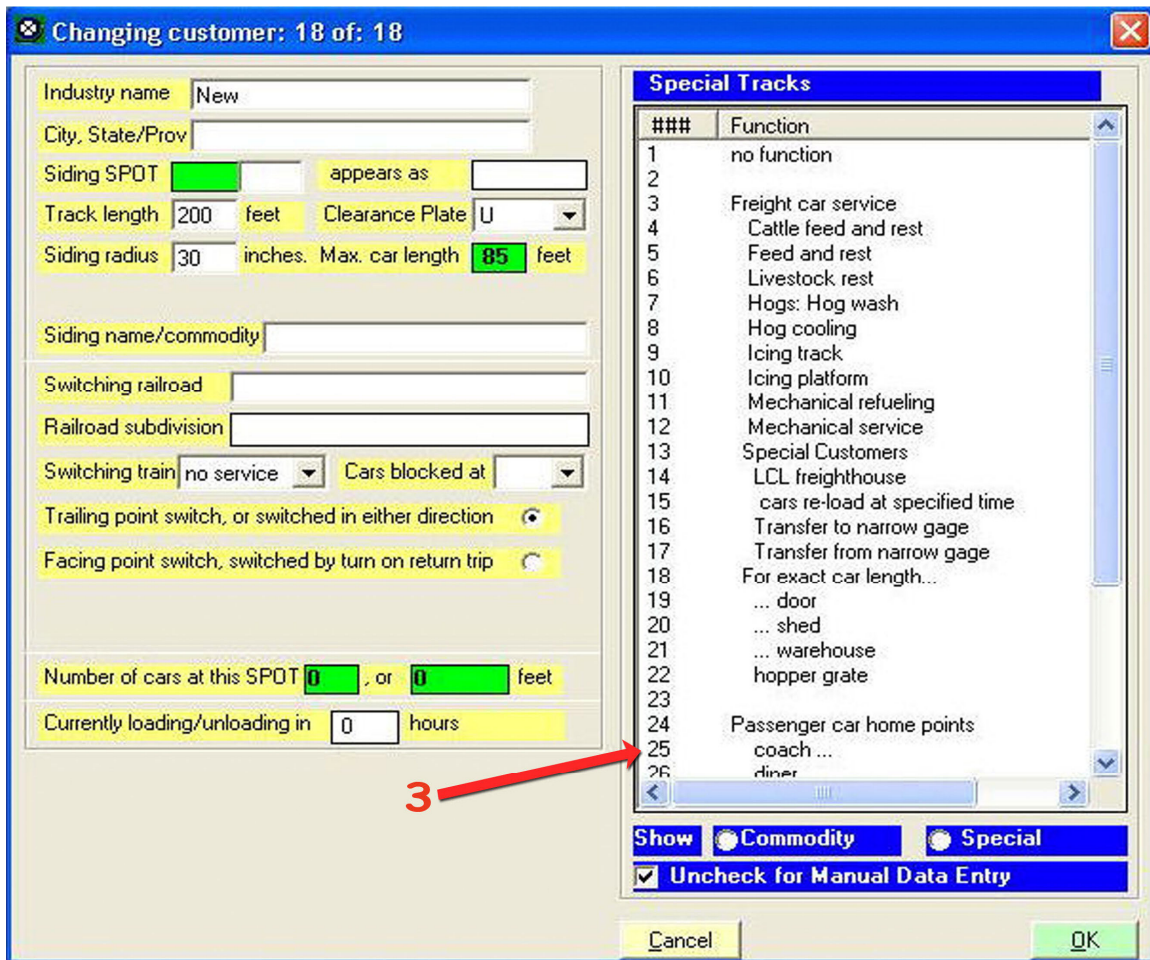 Changing customer: 18 of: 18
Industry name New
City, State/Prov
Siding SPOT appears as
Track length 200 feet Clearance Plate U
Siding radius 30 inches. Max. car length 85 feet
Siding name/commodity
Switching railroad
Railroad subdivision
Switching train no service Cars blocked at
Trailing point switch, or switched in either direction
Facing point switch, switched by turn on return trip
Number of cars at this SPOT 0 , or 0 feet
Currently loading/unloading in 0 hours
3
Special Tracks
### Function
1 no function
2
3 Freight car service
4 Cattle feed and rest
5 Feed and rest
6 Livestock rest
7 Hogs: Hog wash
8 Hog cooling
9 Icing track
10 Icing platform
11 Mechanical refueling
12 Mechanical service
13 Special Customers
14 LCL freighthouse
15 cars re-load at specified time
16 Transfer to narrow gage
17 Transfer from narrow gage
18 For exact car length...
19 ... door
20 ... shed
21 ... warehouse
22 hopper grate
23
24 Passenger car home points
25 coach ...
26 diner
Show Commodity Special
Uncheck for Manual Data Entry
Cancel OK